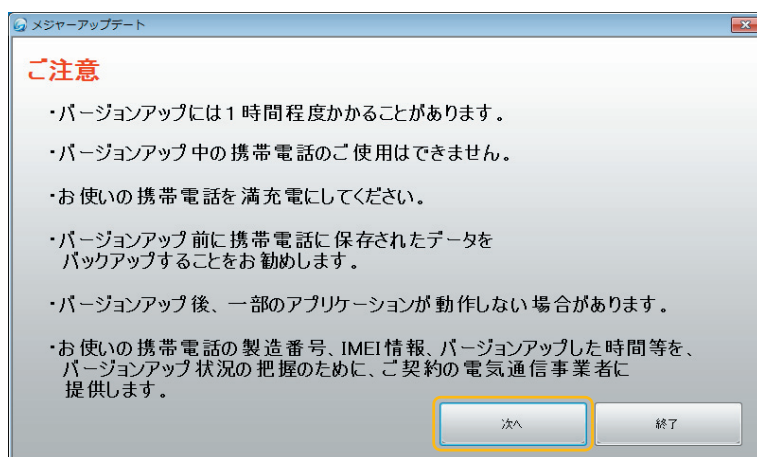 メジャーアップデート
ご注意
・バージョンアップには1時間程度かかることがあります。
・バージョンアップ中の携帯電話のご使用はできません。
・お使いの携帯電話を満充電にしてください。
・バージョンアップ前に携帯電話に保存されたデータを
バックアップすることをお勧めします。
・バージョンアップ後、一部のアプリケーションが動作しない場合があります。
・お使いの携帯電話の製造番号、IMEI情報、バージョンアップした時間等を、
バージョンアップ状況の把握のために、ご契約の電気通信事業者に
提供します。
次へ
終了